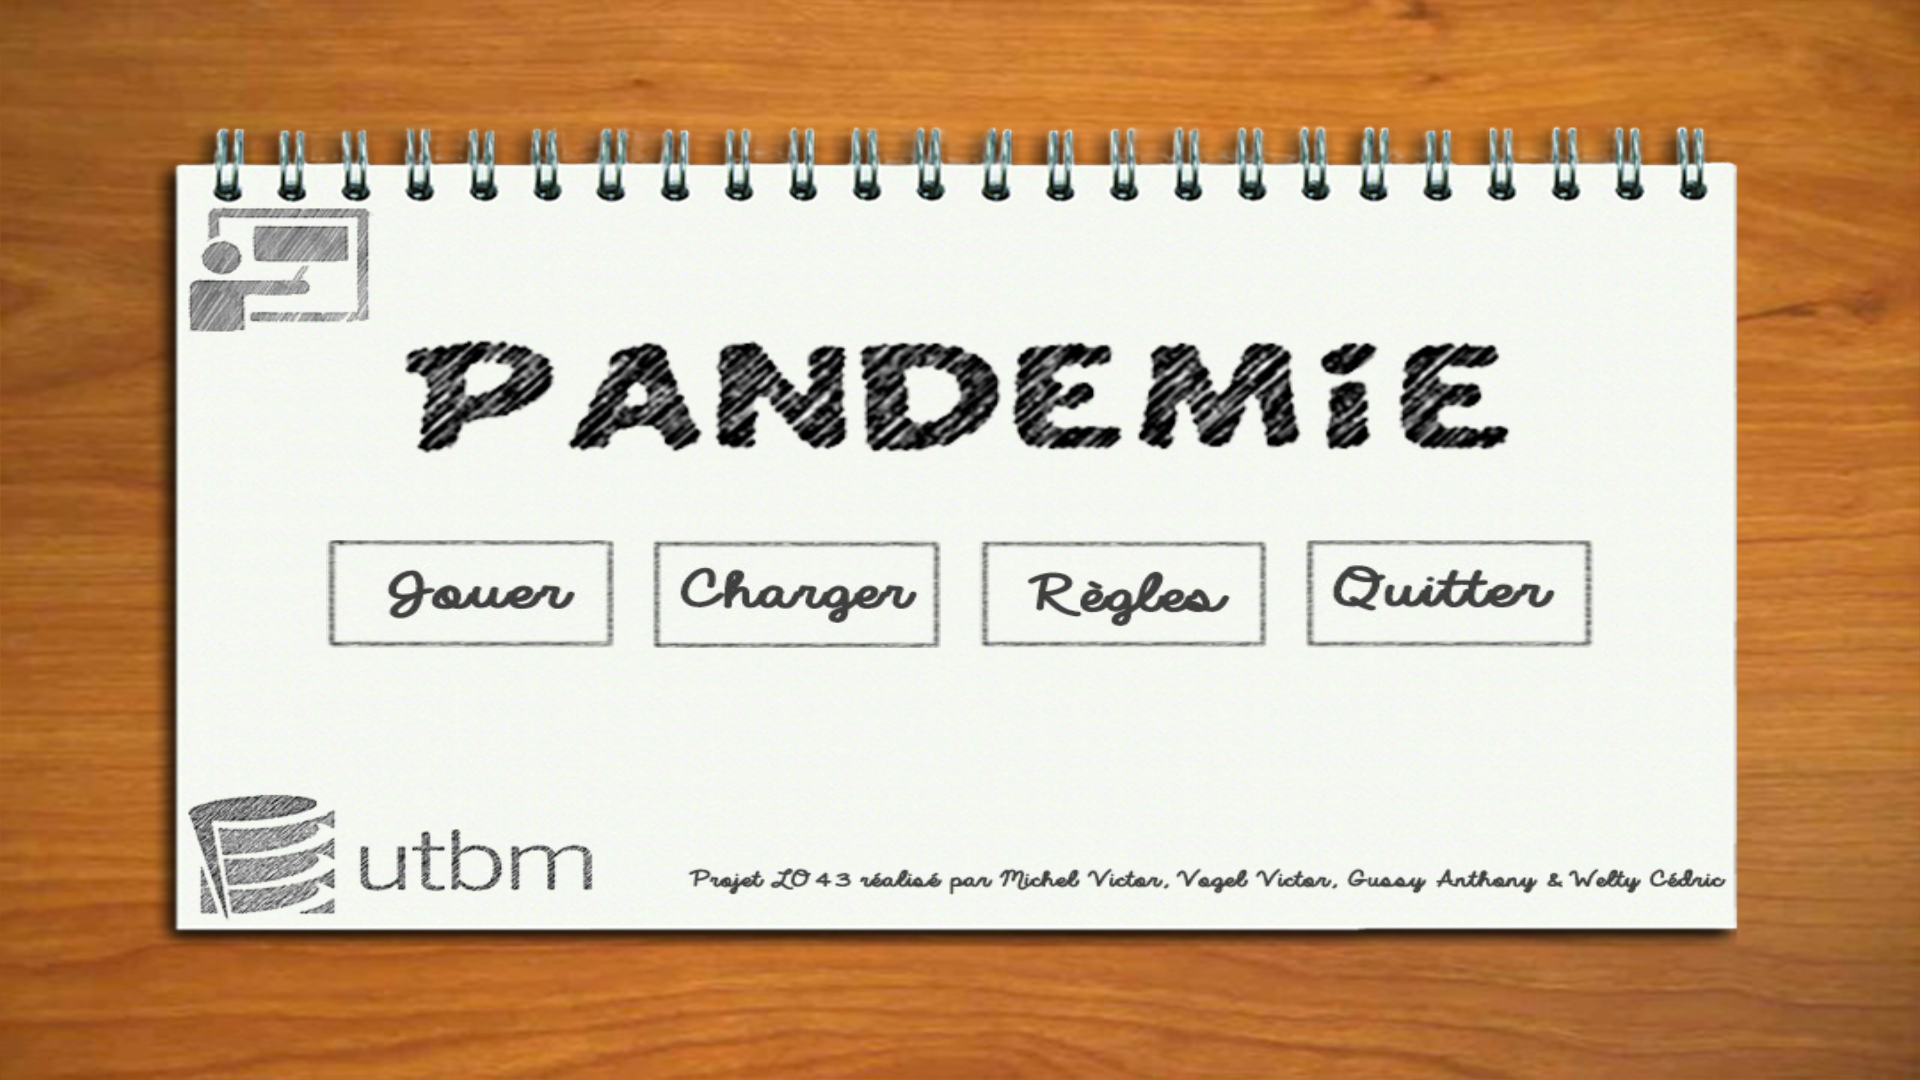 PANDEMiE
Jouer
Charger
Règles
Quitter
utbm
Projet LO43 réalisé par Michel Victor, Vogel Victor, Gussy Anthony & Welty Cédric